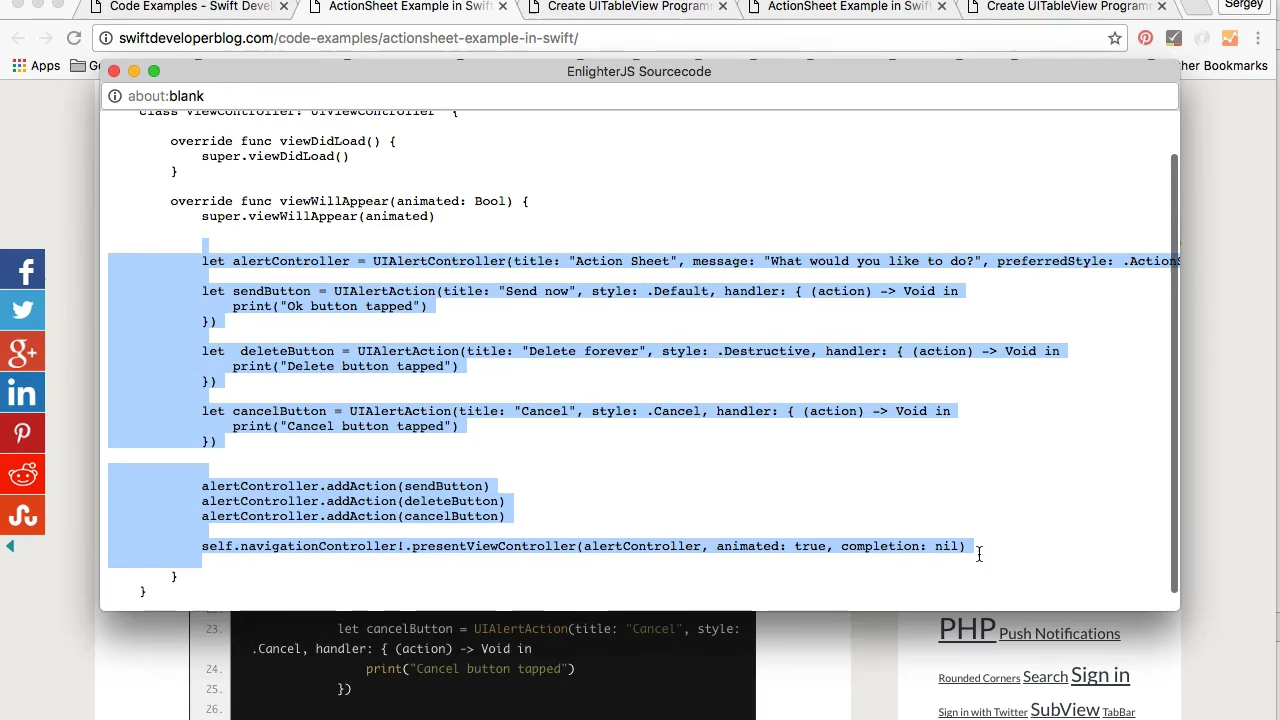 Code Examples - Swift Devel
ActionSheet Example in Swift
Create UITableView Program
ActionSheet Example in Swift
Create UITableView Program
Sergey
swiftdeveloperblog.com/code-examples/actionsheet-example-in-swift/
Apps
her Bookmarks
EnlighterJS Sourcecode
about:blank
class ViewController: UIViewController {
override func viewDidLoad() {
super.viewDidLoad()
}
override func viewWillAppear(animated: Bool) {
super.viewWillAppear(animated)
let alertController = UIAlertController(title: "Action Sheet", message: "What would you like to do?", preferredStyle: .ActionS
let sendButton = UIAlertAction(title: "Send now", style: .Default, handler: { (action) -> Void in
print("Ok button tapped")
})
let  deleteButton = UIAlertAction(title: "Delete forever", style: .Destructive, handler: { (action) -> Void in
print("Delete button tapped")
})
let cancelButton = UIAlertAction(title: "Cancel", style: .Cancel, handler: { (action) -> Void in
print("Cancel button tapped")
})
alertController.addAction(sendButton)
alertController.addAction(deleteButton)
alertController.addAction(cancelButton)
self.navigationController!.presentViewController(alertController, animated: true, completion: nil)
}
}
23. let cancelButton = UIAlertAction(title: "Cancel", style:
.Cancel, handler: { (action) -> Void in
24. print("Cancel button tapped")
25. })
26.
PHP Push Notifications
Rounded Corners Search Sign in
Sign in with Twitter SubView TabBar